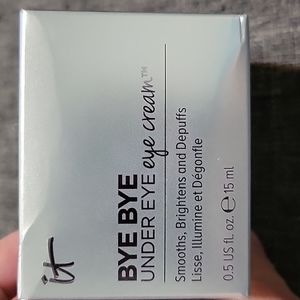 it
BYE BYE
UNDER EYE eye cream™
Smooths, Brightens and Depuffs
Lisse, Illumine et Dégonfle
0.5 US fl. oz. ℮ 15 ml